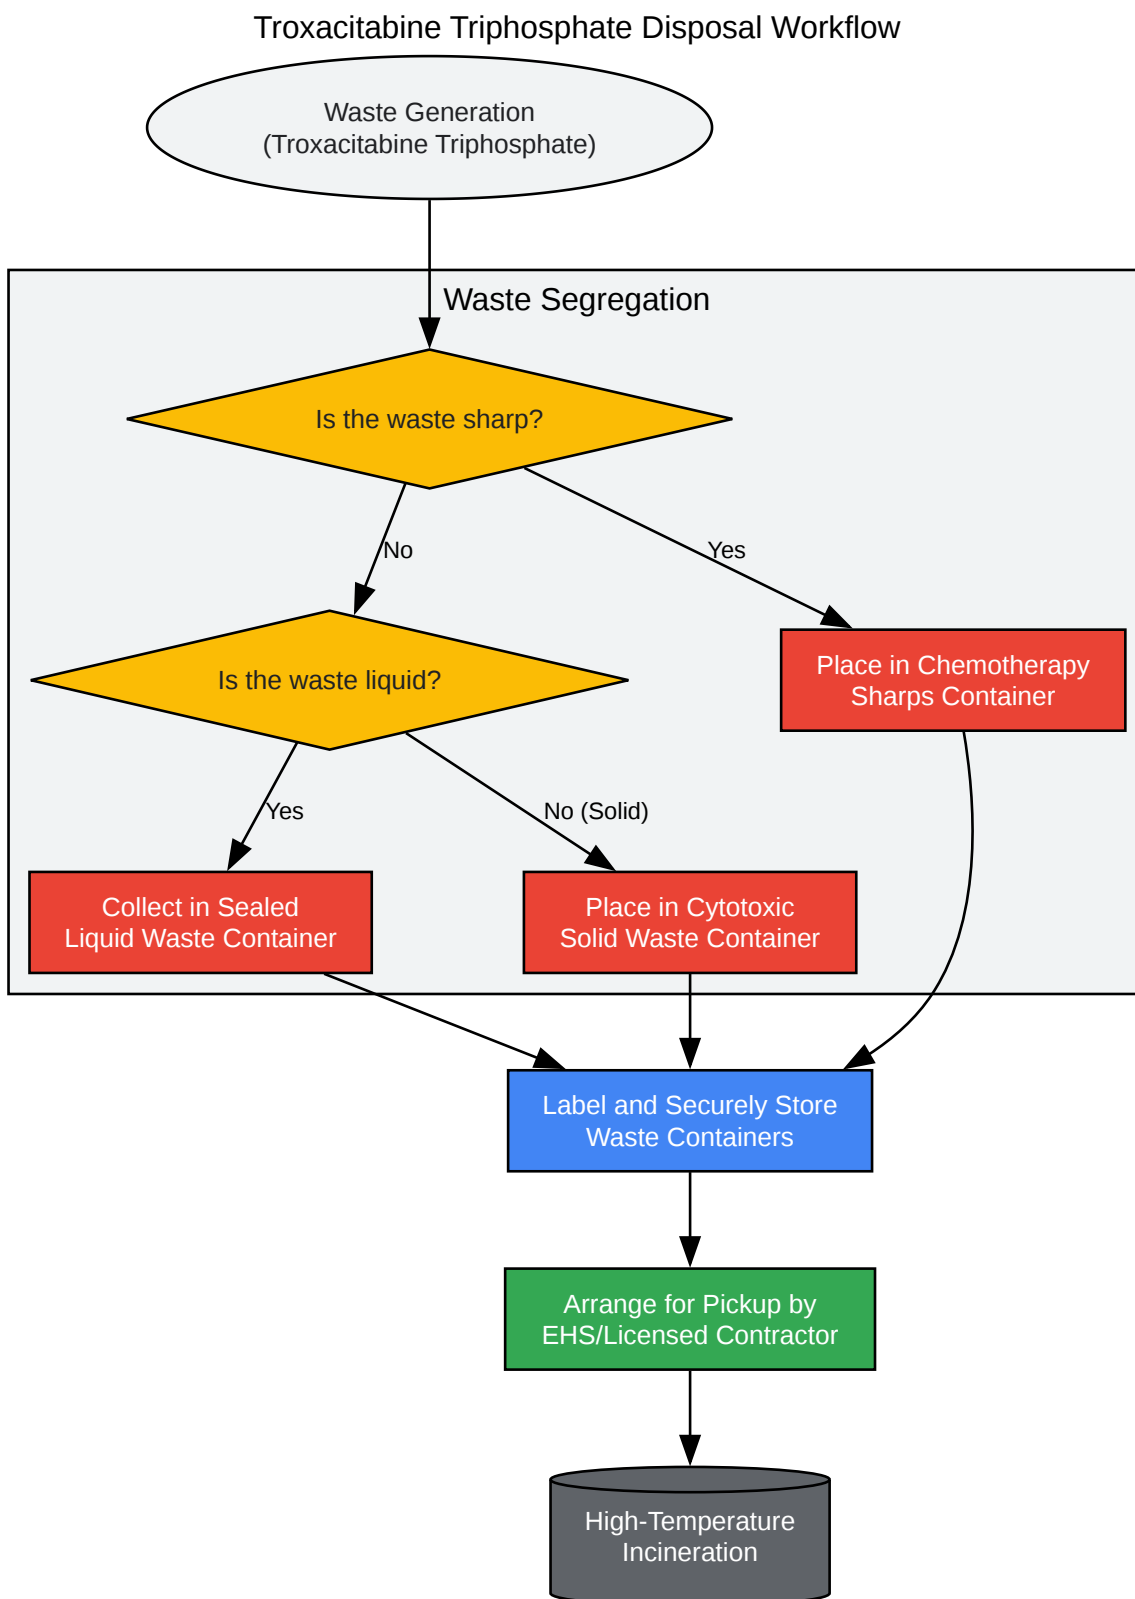 Troxacitabine Triphosphate Disposal Workflow
Waste Generation
(Troxacitabine Triphosphate)
Waste Segregation
Is the waste sharp?
No
Yes
Is the waste liquid?
Place in Chemotherapy
Sharps Container
Yes
No (Solid)
Collect in Sealed
Liquid Waste Container
Place in Cytotoxic
Solid Waste Container
Label and Securely Store
Waste Containers
Arrange for Pickup by
EHS/Licensed Contractor
High-Temperature
Incineration